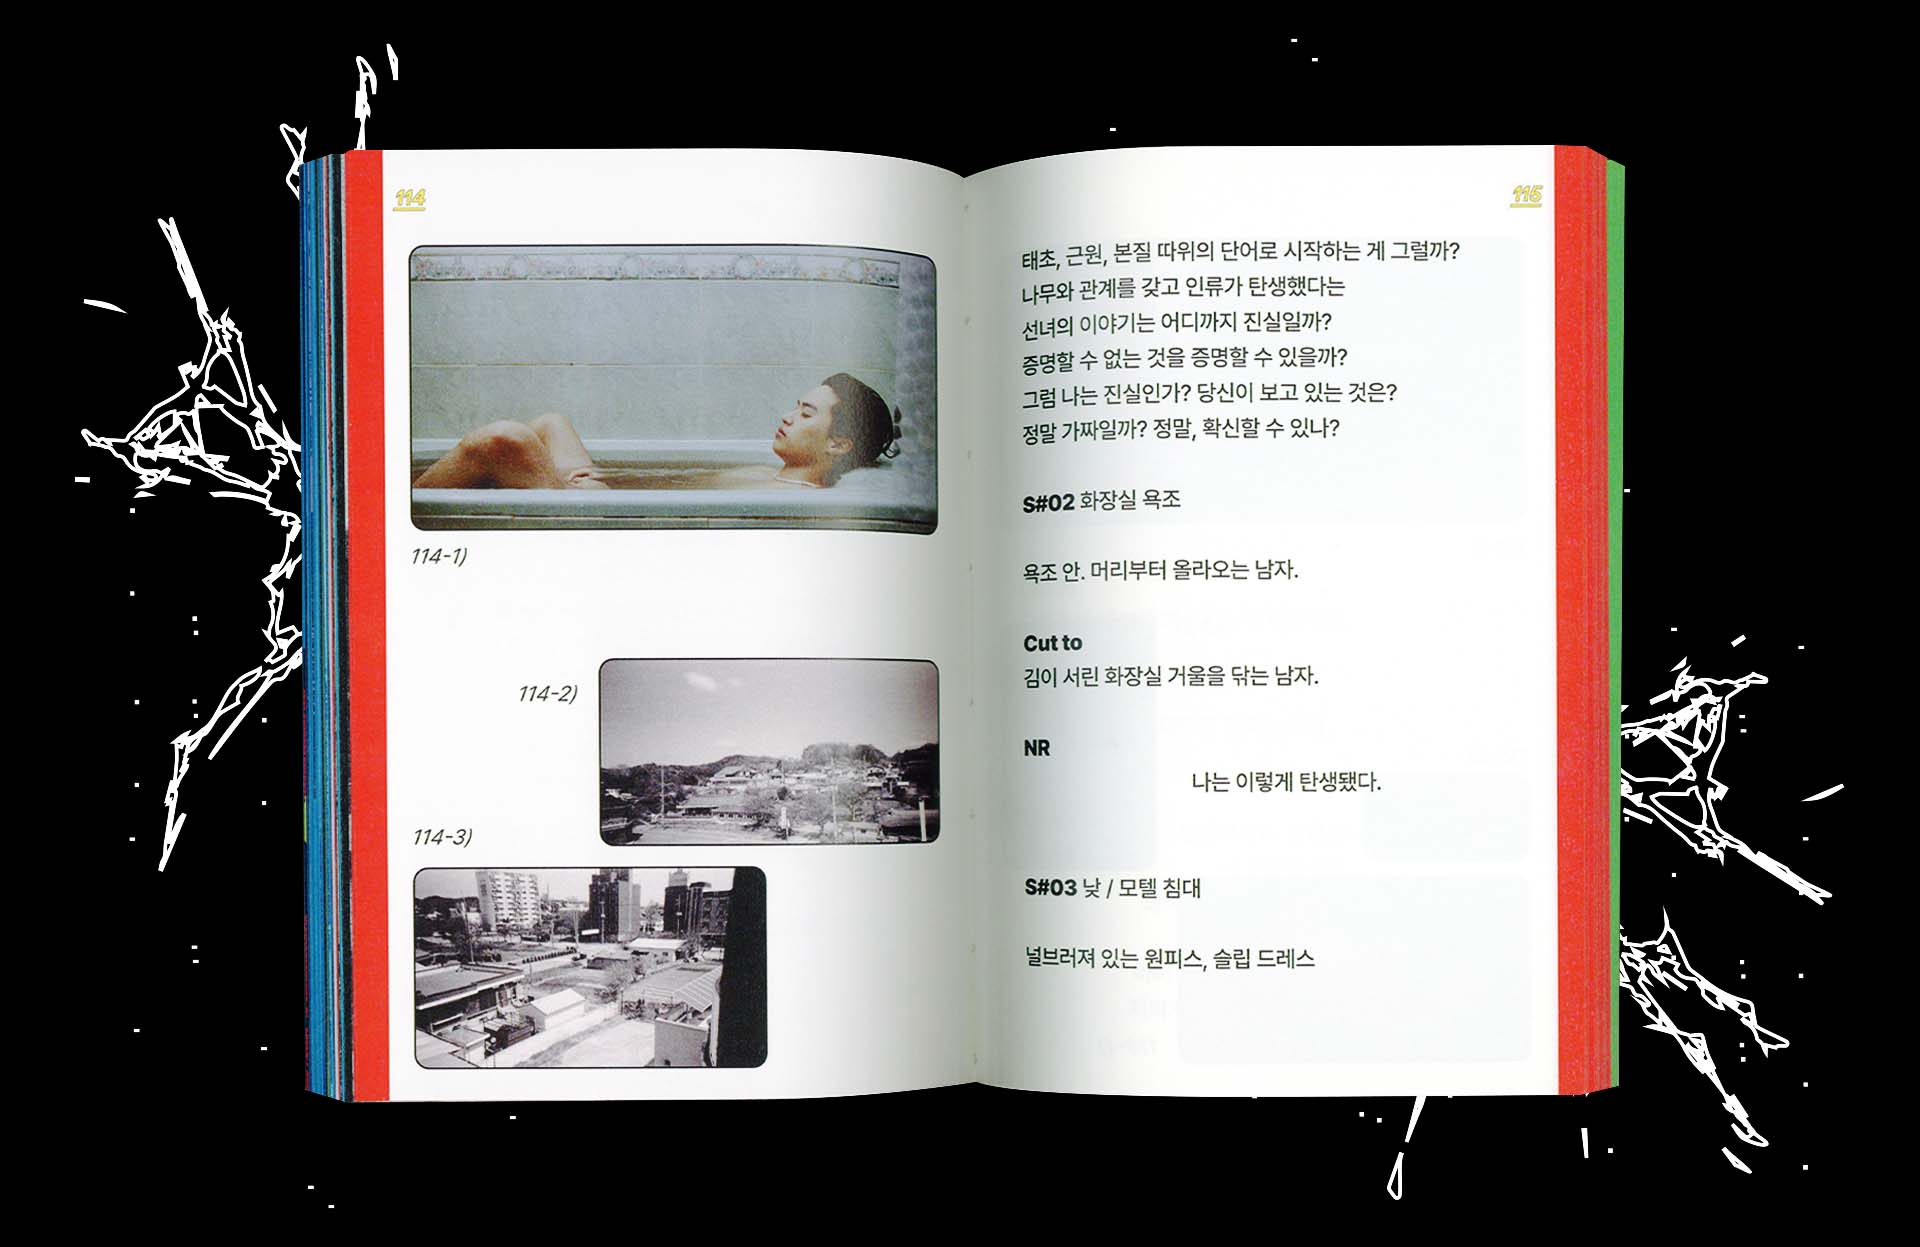 114
114-1)
114-2)
114-3)
115
태초, 근원, 본질 따위의 단어로 시작하는 게 그럴까?
나무와 관계를 갖고 인류가 탄생했다는
선녀의 이야기는 어디까지 진실일까?
증명할 수 없는 것을 증명할 수 있을까?
그럼 나는 진실인가? 당신이 보고 있는 것은?
정말 가짜일까? 정말, 확신할 수 있나?
S#02 화장실 욕조
욕조 안. 머리부터 올라오는 남자.
Cut to
김이 서린 화장실 거울을 닦는 남자.
NR
나는 이렇게 탄생됐다.
S#03 낮 / 모텔 침대
널브러져 있는 원피스, 슬립 드레스